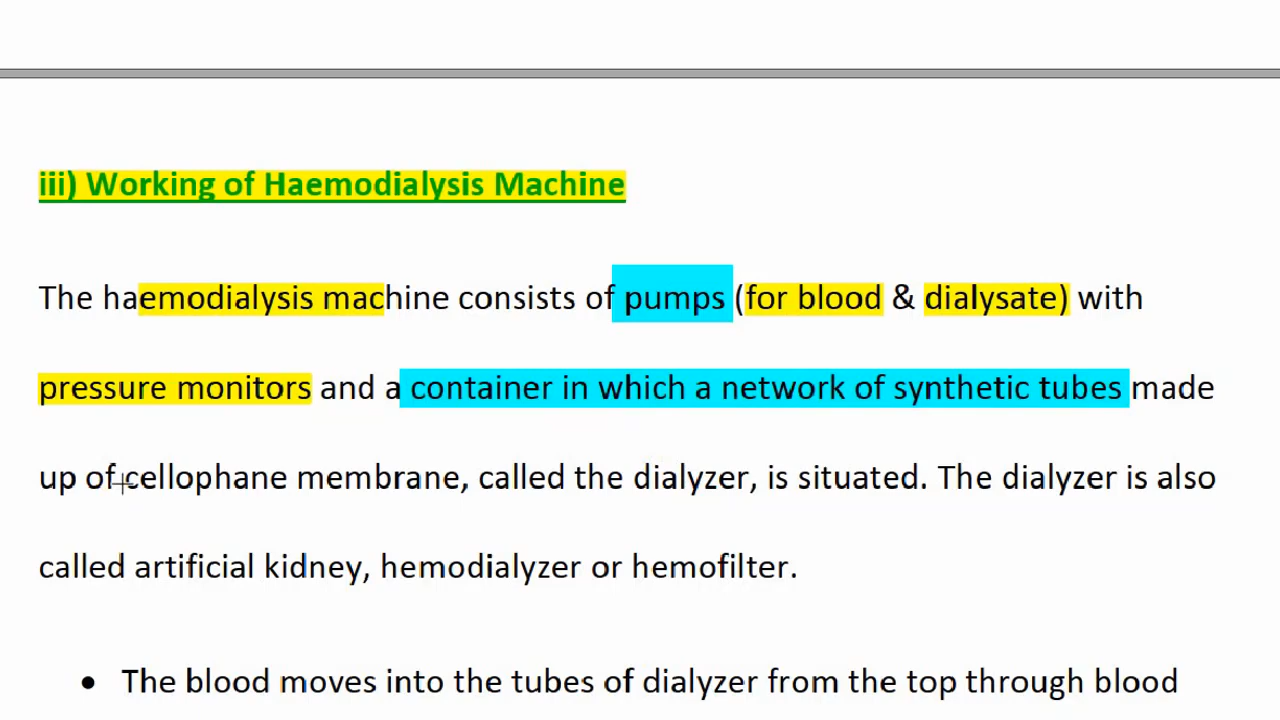 iii) Working of Haemodialysis Machine
The haemodialysis machine consists of pumps (for blood & dialysate) with
pressure monitors and a container in which a network of synthetic tubes made
up of cellophane membrane, called the dialyzer, is situated. The dialyzer is also
called artificial kidney, hemodialyzer or hemofilter.
• The blood moves into the tubes of dialyzer from the top through blood